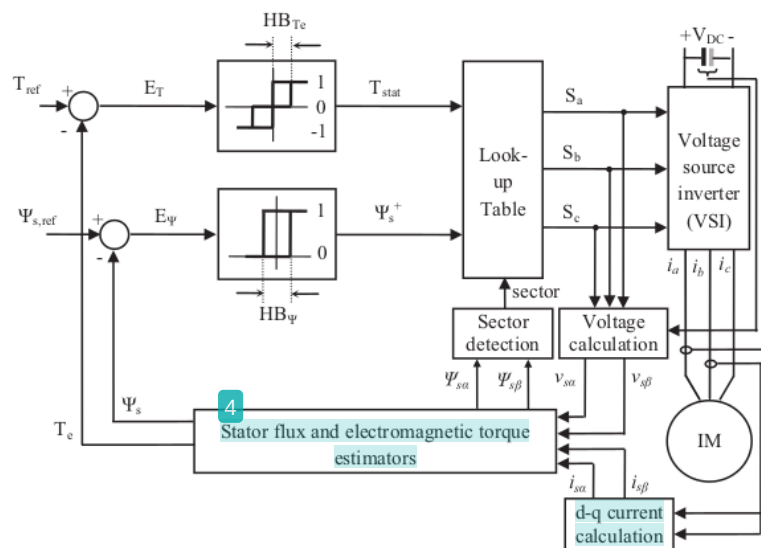 HB_Te
+V_DC -
T_ref
+
-
E_T
1
0
-1
T_stat
Look-
up
Table
S_a
S_b
S_c
Voltage
source
inverter
(VSI)
Ψ_s,ref
+
-
E_Ψ
1
0
Ψ_s^+
HB_Ψ
i_a
i_b
i_c
sector
Sector
detection
Voltage
calculation
Ψ_sα
Ψ_sβ
v_sα
v_sβ
Ψ_s
T_e
4
Stator flux and electromagnetic torque
estimators
IM
i_sα
i_sβ
d-q current
calculation